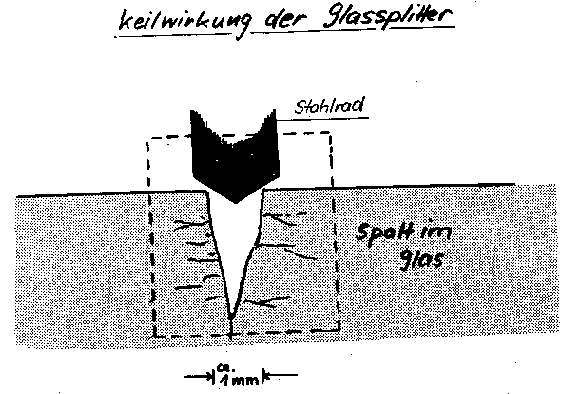 Keilwirkung der Glassplitter
Stahlrad
Spalt im
Glas
ca.
1mm